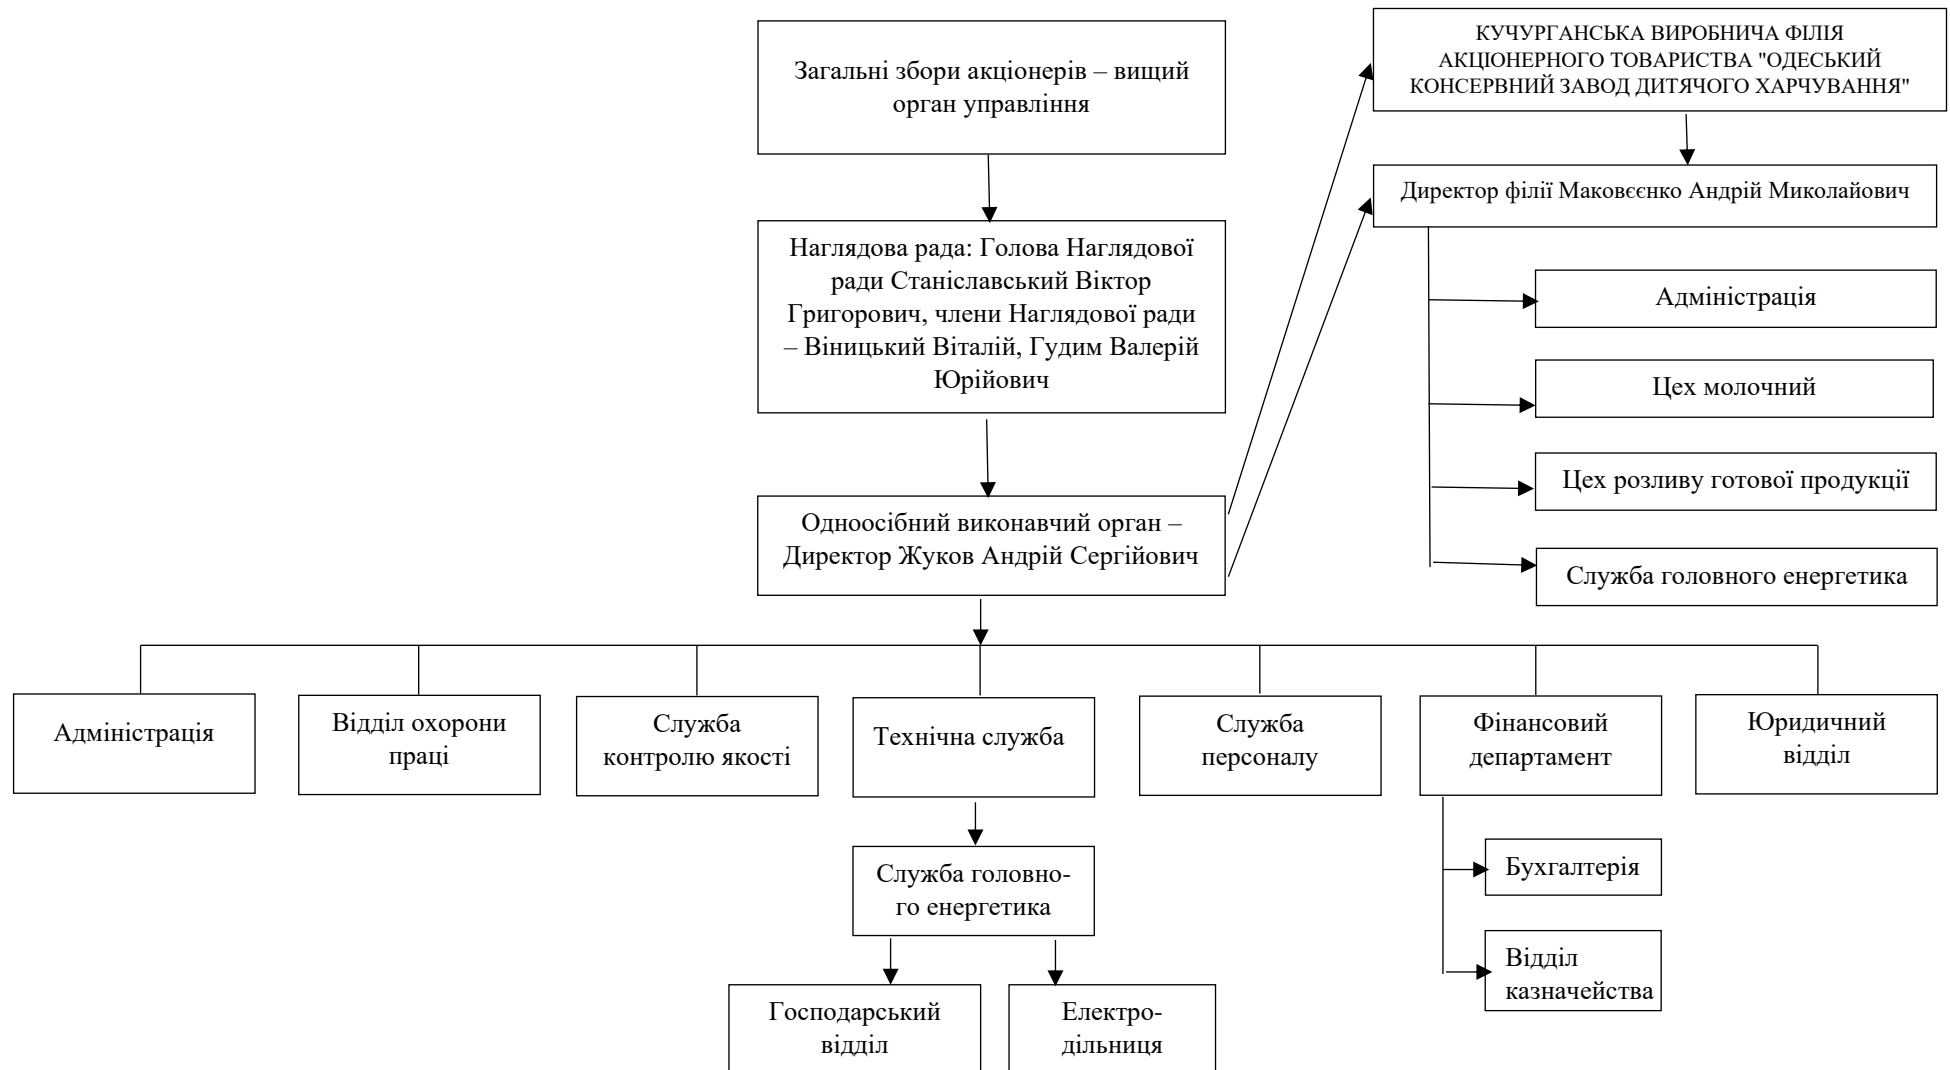 Загальні збори акціонерів – вищий
орган управління
КУЧУРГАНСЬКА ВИРОБНИЧА ФІЛІЯ
АКЦІОНЕРНОГО ТОВАРИСТВА "ОДЕСЬКИЙ
КОНСЕРВНИЙ ЗАВОД ДИТЯЧОГО ХАРЧУВАННЯ"
Директор філії Маковєєнко Андрій Миколайович
Наглядова рада: Голова Наглядової
ради Станіславський Віктор
Григорович, члени Наглядової ради
– Віницький Віталій, Гудим Валерій
Юрійович
Адміністрація
Цех молочний
Цех розливу готової продукції
Служба головного енергетика
Одноосібний виконавчий орган –
Директор Жуков Андрій Сергійович
Адміністрація
Відділ охорони
праці
Служба
контролю якості
Технічна служба
Служба
персоналу
Фінансовий
департамент
Юридичний
відділ
Служба головно-
го енергетика
Бухгалтерія
Відділ
казначейства
Господарський
відділ
Електро-
дільниця